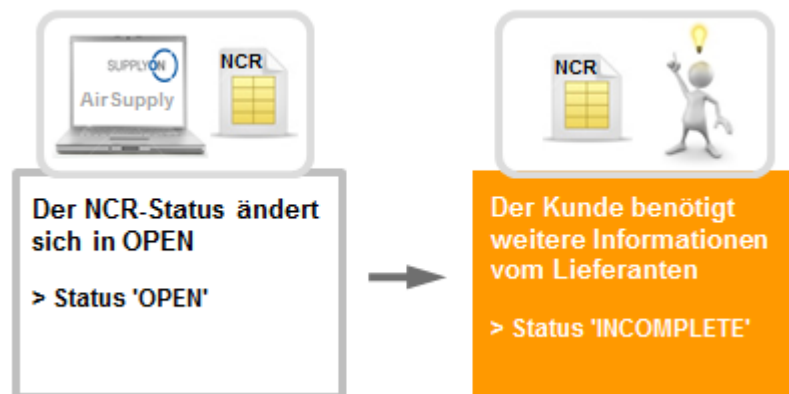 SUPPLYON
AirSupply
NCR
Der NCR-Status ändert
sich in OPEN
> Status 'OPEN'
NCR
Der Kunde benötigt
weitere Informationen
vom Lieferanten
> Status 'INCOMPLETE'